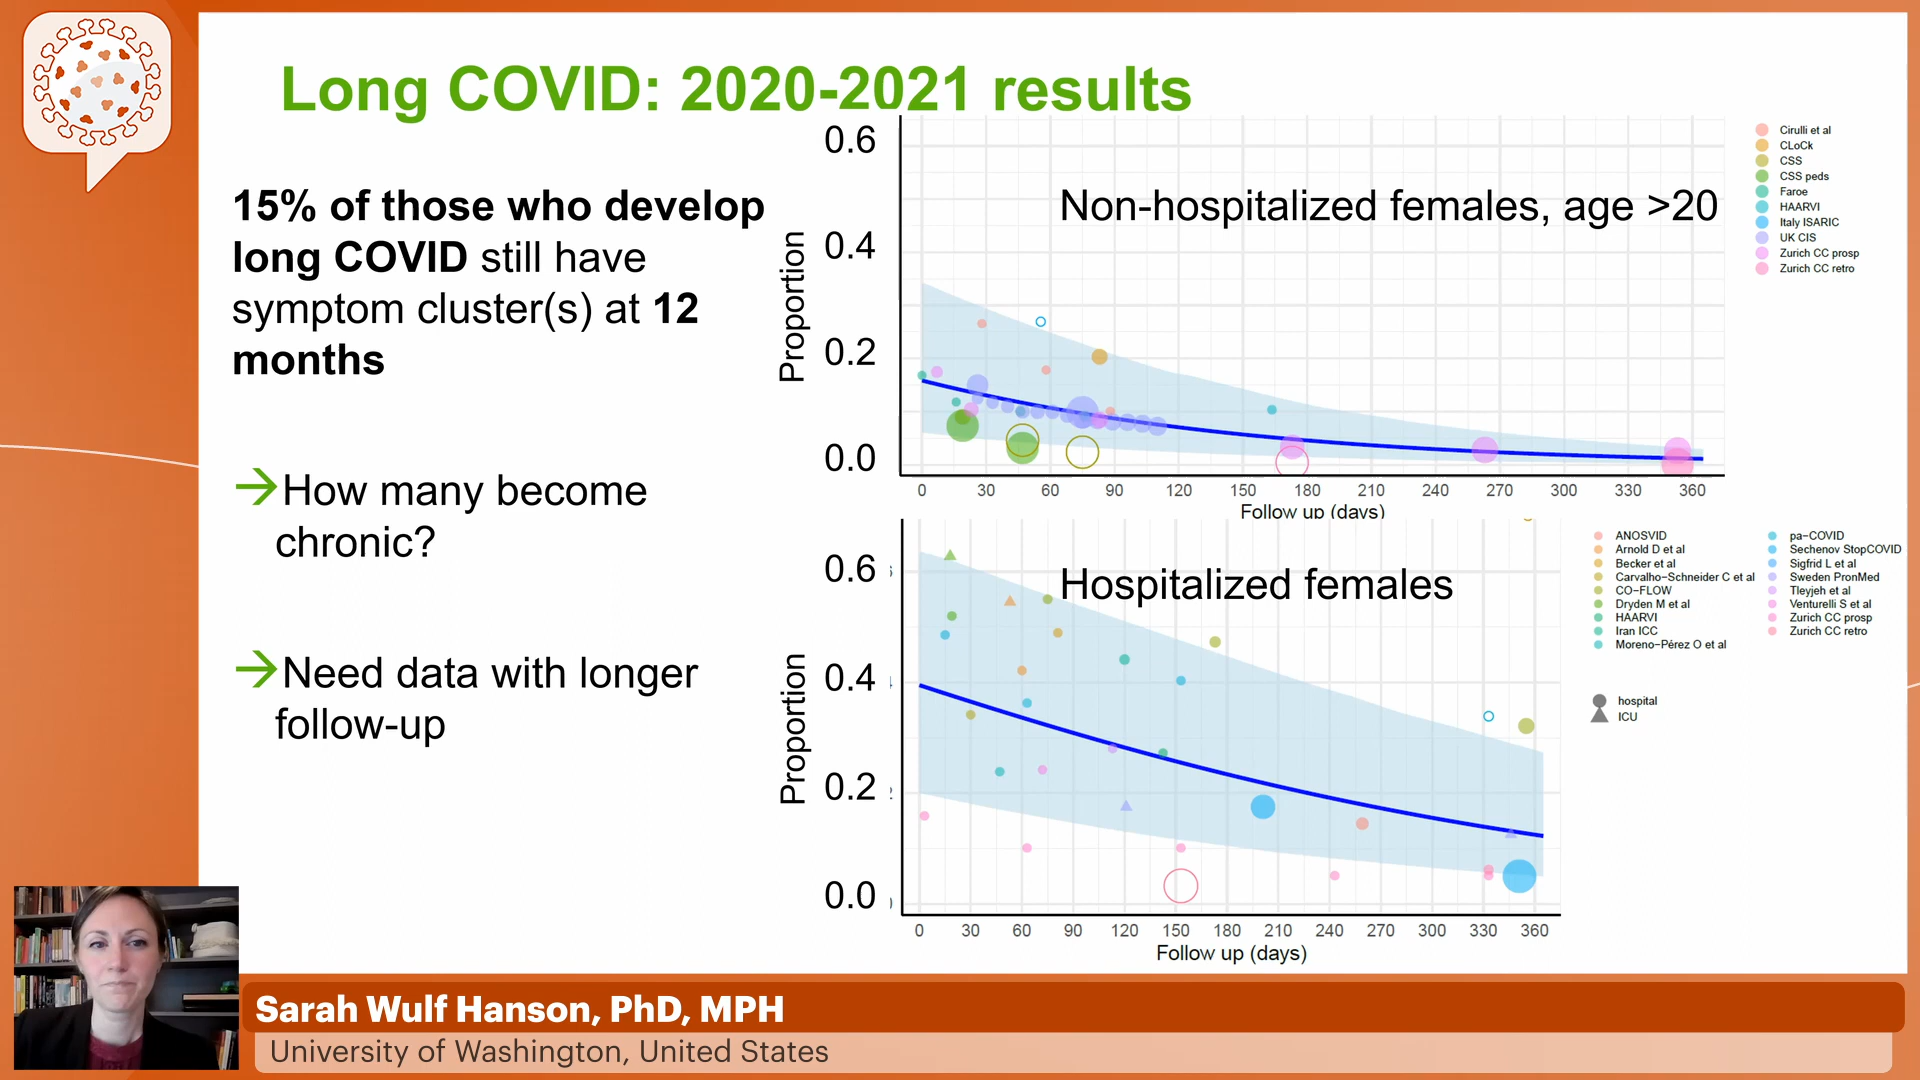 Long COVID: 2020-2021 results
15% of those who develop
long COVID still have
symptom cluster(s) at 12
months
How many become
chronic?
Need data with longer
follow-up
Non-hospitalized females, age >20
Proportion
0.6
0.4
0.2
0.0
0 30 60 90 120 150 180 210 240 270 300 330 360
Follow up (days)
Cirulli et al
CLoCk
CSS
CSS peds
Faroe
HAARVI
Italy ISARIC
UK CIS
Zurich CC prosp
Zurich CC retro
Hospitalized females
Proportion
0.6
0.4
0.2
0.0
0 30 60 90 120 150 180 210 240 270 300 330 360
Follow up (days)
ANOSVID
Arnold D et al
Becker et al
Carvalho−Schneider C et al
CO−FLOW
Dryden M et al
HAARVI
Iran ICC
Moreno−Pérez O et al
pa−COVID
Sechenov StopCOVID
Sigfrid L et al
Sweden PronMed
Tleyjeh et al
Venturelli S et al
Zurich CC prosp
Zurich CC retro
hospital
ICU
Sarah Wulf Hanson, PhD, MPH
University of Washington, United States